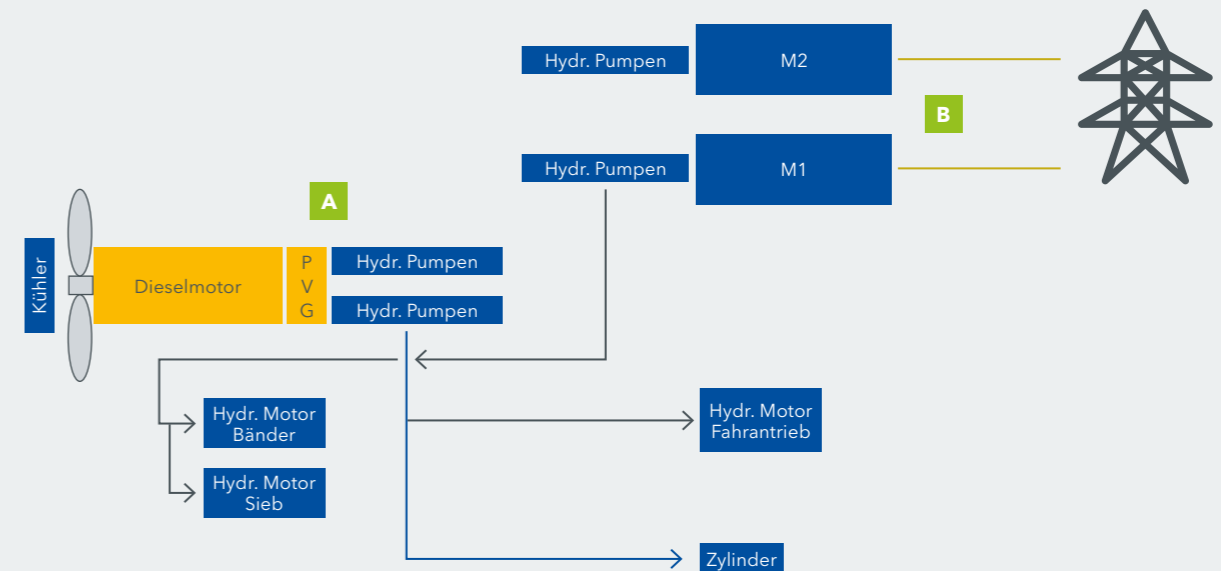 Hydr. Pumpen
M2
B
Hydr. Pumpen
M1
A
Kühler
Dieselmotor
P
V
G
Hydr. Pumpen
Hydr. Pumpen
Hydr. Motor
Bänder
Hydr. Motor
Fahrantrieb
Hydr. Motor
Sieb
Zylinder